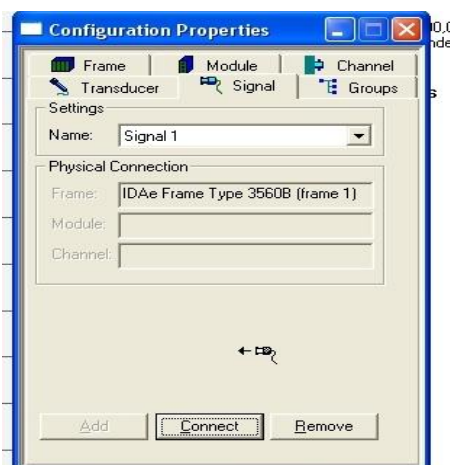 Configuration Properties
Frame Module Channel
Transducer Signal Groups
Settings
Name: Signal 1
Physical Connection
Frame: IDAe Frame Type 3560B (frame 1)
Module:
Channel:
Add Connect Remove